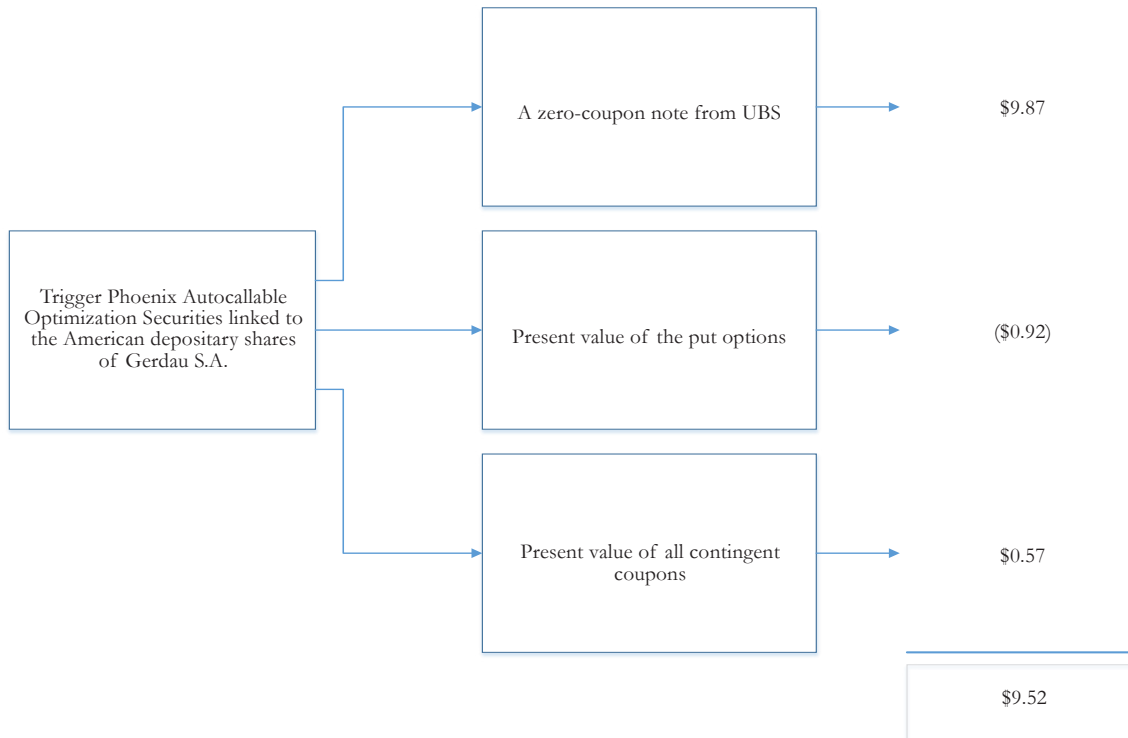 A zero-coupon note from UBS
$9.87
Trigger Phoenix Autocallable
Optimization Securities linked to
the American depositary shares
of Gerdau S.A.
Present value of the put options
($0.92)
Present value of all contingent
coupons
$0.57
$9.52